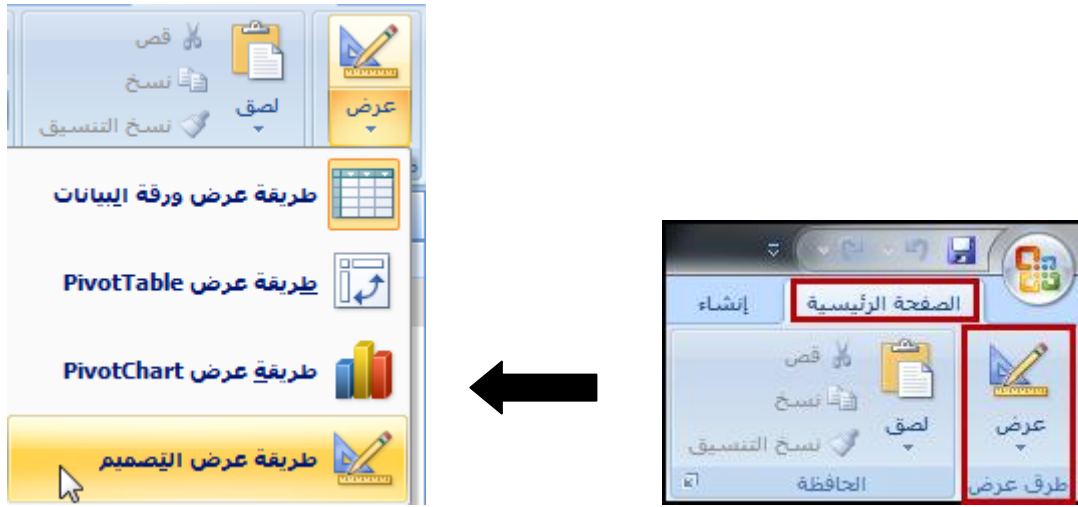 الصفحة الرئيسية
إنشاء
عرض
لصق
قص
نسخ
نسخ التنسيق
طرق عرض
الحافظة
عرض
لصق
قص
نسخ
نسخ التنسيق
طريقة عرض ورقة البيانات
طريقة عرض PivotTable
طريقة عرض PivotChart
طريقة عرض التصميم